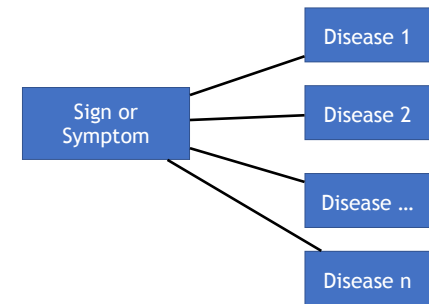 Disease 1
Sign or
Symptom
Disease 2
Disease …
Disease n